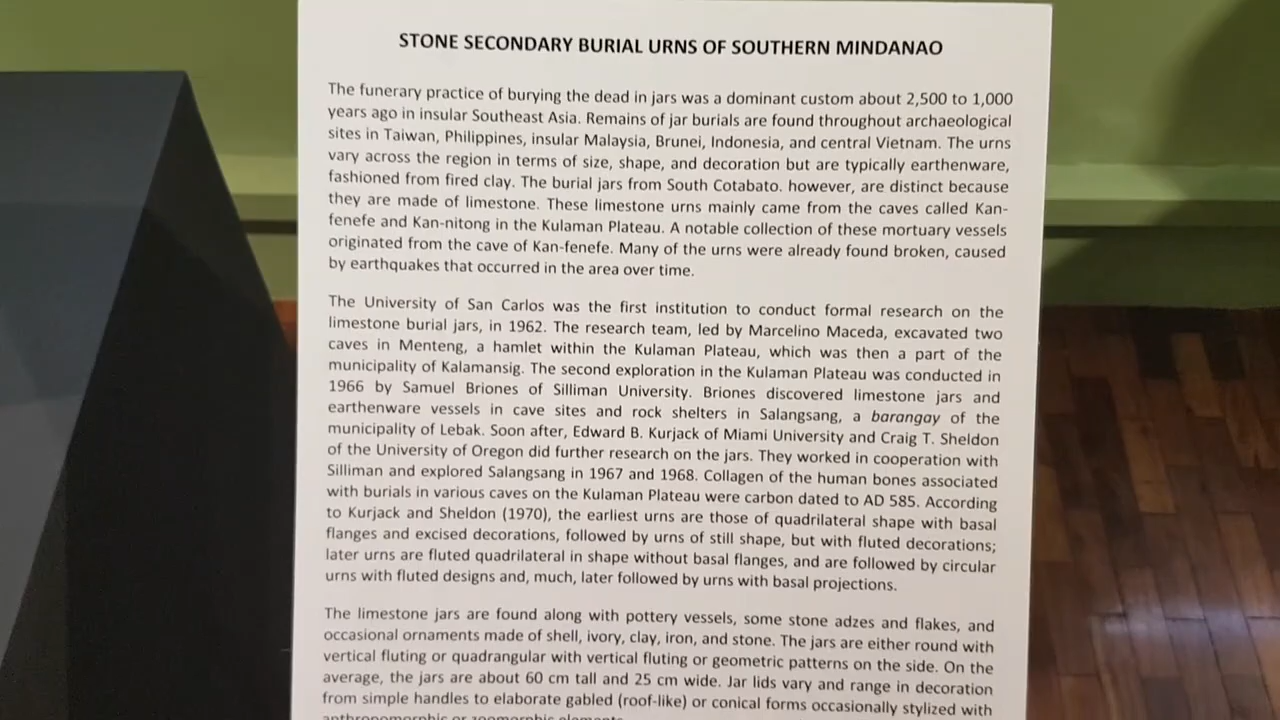 STONE SECONDARY BURIAL URNS OF SOUTHERN MINDANAO
The funerary practice of burying the dead in jars was a dominant custom about 2,500 to 1,000
years ago in insular Southeast Asia. Remains of jar burials are found throughout archaeological
sites in Taiwan, Philippines, insular Malaysia, Brunei, Indonesia, and central Vietnam. The urns
vary across the region in terms of size, shape, and decoration but are typically earthenware,
fashioned from fired clay. The burial jars from South Cotabato. however, are distinct because
they are made of limestone. These limestone urns mainly came from the caves called Kan-
fenefe and Kan-nitong in the Kulaman Plateau. A notable collection of these mortuary vessels
originated from the cave of Kan-fenefe. Many of the urns were already found broken, caused
by earthquakes that occurred in the area over time.
The University of San Carlos was the first institution to conduct formal research on the
limestone burial jars, in 1962. The research team, led by Marcelino Maceda, excavated two
caves in Menteng, a hamlet within the Kulaman Plateau, which was then a part of the
municipality of Kalamansig. The second exploration in the Kulaman Plateau was conducted in
1966 by Samuel Briones of Silliman University. Briones discovered limestone jars and
earthenware vessels in cave sites and rock shelters in Salangsang, a barangay of the
municipality of Lebak. Soon after, Edward B. Kurjack of Miami University and Craig T. Sheldon
of the University of Oregon did further research on the jars. They worked in cooperation with
Silliman and explored Salangsang in 1967 and 1968. Collagen of the human bones associated
with burials in various caves on the Kulaman Plateau were carbon dated to AD 585. According
to Kurjack and Sheldon (1970), the earliest urns are those of quadrilateral shape with basal
flanges and excised decorations, followed by urns of still shape, but with fluted decorations;
later urns are fluted quadrilateral in shape without basal flanges, and are followed by circular
urns with fluted designs and, much, later followed by urns with basal projections.
The limestone jars are found along with pottery vessels, some stone adzes and flakes, and
occasional ornaments made of shell, ivory, clay, iron, and stone. The jars are either round with
vertical fluting or quadrangular with vertical fluting or geometric patterns on the side. On the
average, the jars are about 60 cm tall and 25 cm wide. Jar lids vary and range in decoration
from simple handles to elaborate gabled (roof-like) or conical forms occasionally stylized with
anthropomorphic or zoomorphic elements.